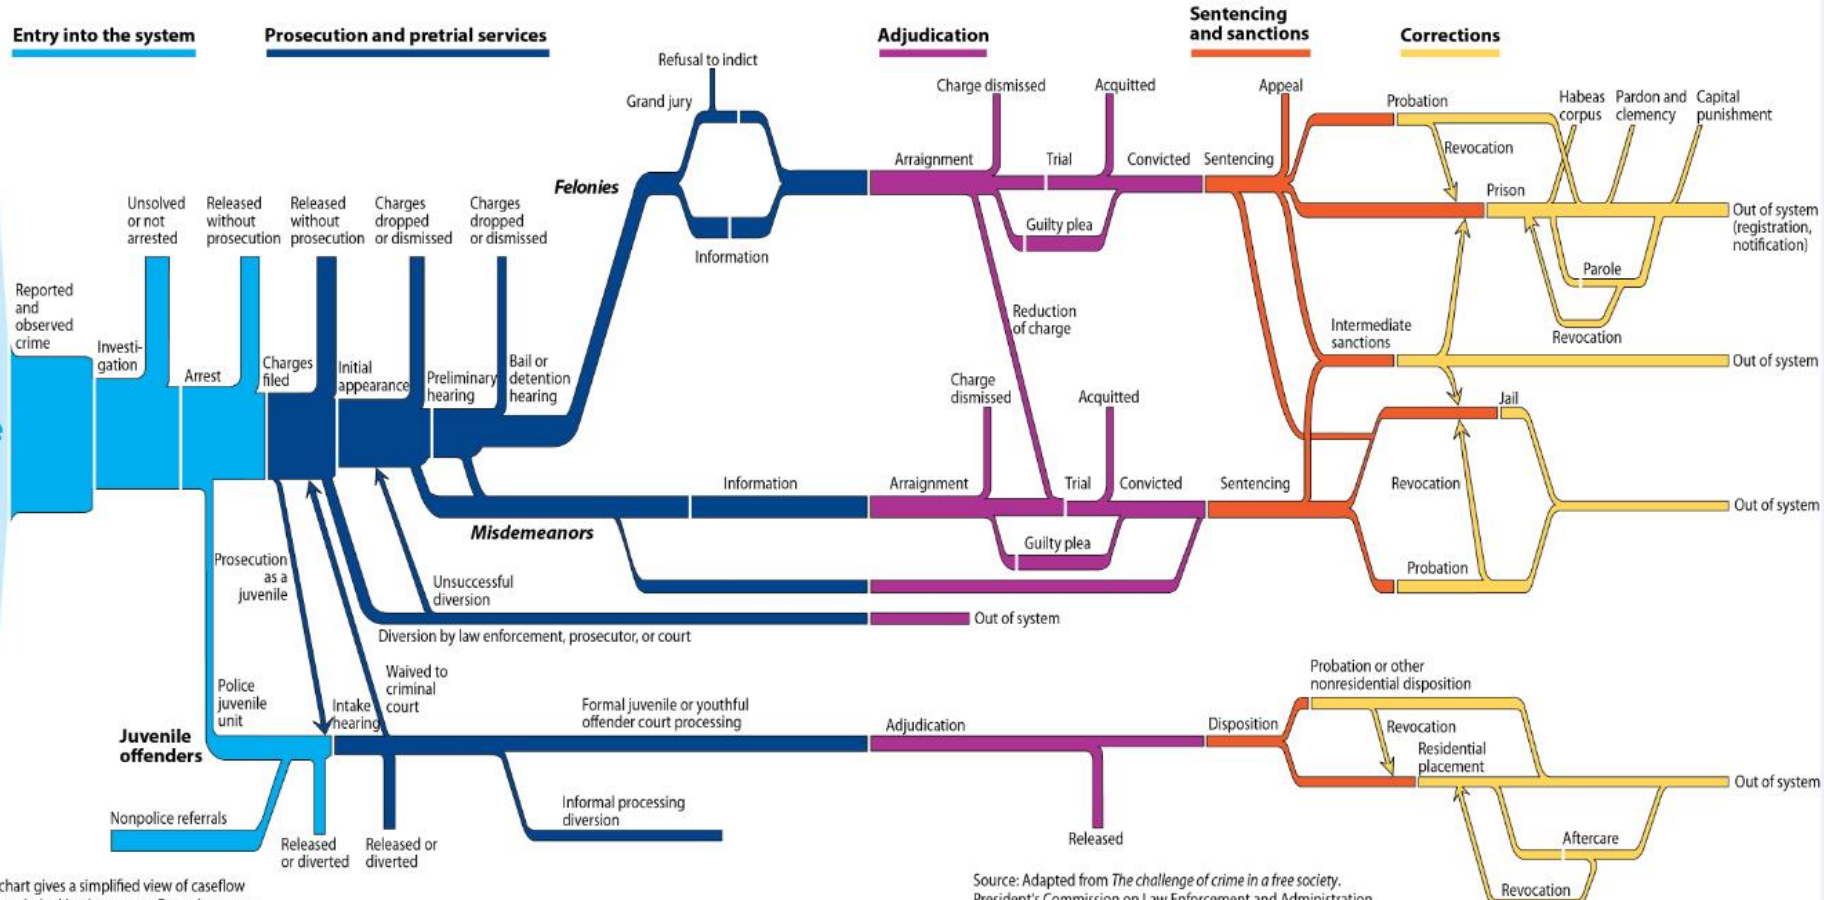 Entry into the system
Prosecution and pretrial services
Adjudication
Sentencing
and sanctions
Corrections
Refusal to indict
Grand jury
Felonies
Information
Charge dismissed
Acquitted
Arraignment
Trial
Convicted
Guilty plea
Reduction
of charge
Appeal
Sentencing
Probation
Revocation
Prison
Habeas
corpus
Pardon and
clemency
Capital
punishment
Out of system
(registration,
notification)
Parole
Revocation
Intermediate
sanctions
Out of system
Unsolved
or not
arrested
Released
without
prosecution
Released
without
prosecution
Charges
dropped
or dismissed
Charges
dropped
or dismissed
Reported
and
observed
crime
Investi-
gation
Arrest
Charges
filed
Initial
appearance
Preliminary
hearing
Bail or
detention
hearing
Misdemeanors
Information
Charge
dismissed
Acquitted
Arraignment
Trial
Convicted
Guilty plea
Sentencing
Jail
Revocation
Probation
Out of system
Prosecution
as a
juvenile
Unsuccessful
diversion
Diversion by law enforcement, prosecutor, or court
Out of system
Waived to
criminal
court
Police
juvenile
unit
Intake
hearing
Juvenile
offenders
Formal juvenile or youthful
offender court processing
Adjudication
Disposition
Probation or other
nonresidential disposition
Revocation
Residential
placement
Out of system
Nonpolice referrals
Released
or diverted
Released or
diverted
Informal processing
diversion
Released
Aftercare
Revocation
chart gives a simplified view of caseflow
Source: Adapted from The challenge of crime in a free society.
President's Commission on Law Enforcement and Administration